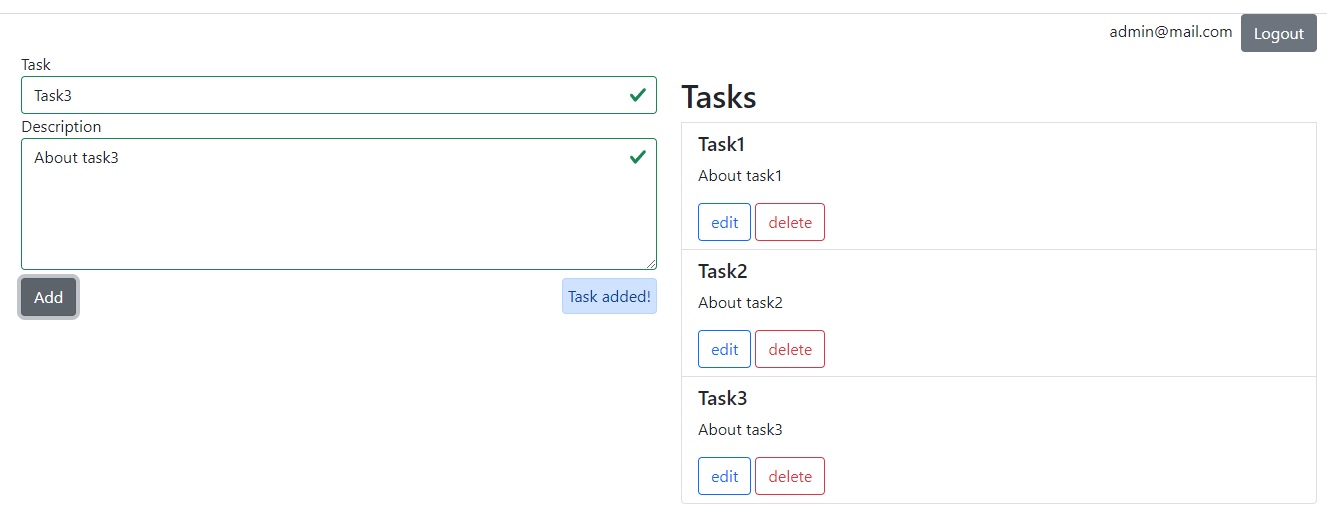 admin@mail.com Logout
Task
Task3
Description
About task3
Add Task added!
Tasks
Task1
About task1
edit delete
Task2
About task2
edit delete
Task3
About task3
edit delete